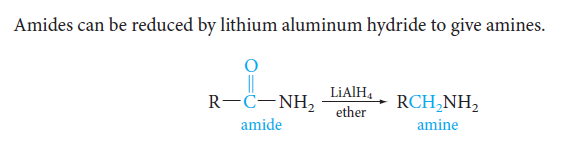 Amides can be reduced by lithium aluminum hydride to give amines.
O
R—C—NH₂ LiAlH₄ ether RCH₂NH₂
amide amine